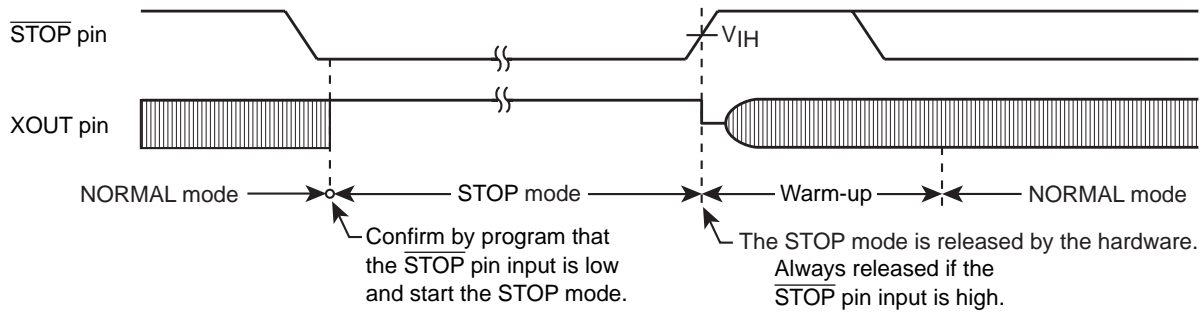 STOP pin
VIH
XOUT pin
NORMAL mode
STOP mode
Warm-up
NORMAL mode
Confirm by program that
the STOP pin input is low
and start the STOP mode.
The STOP mode is released by the hardware.
Always released if the
STOP pin input is high.